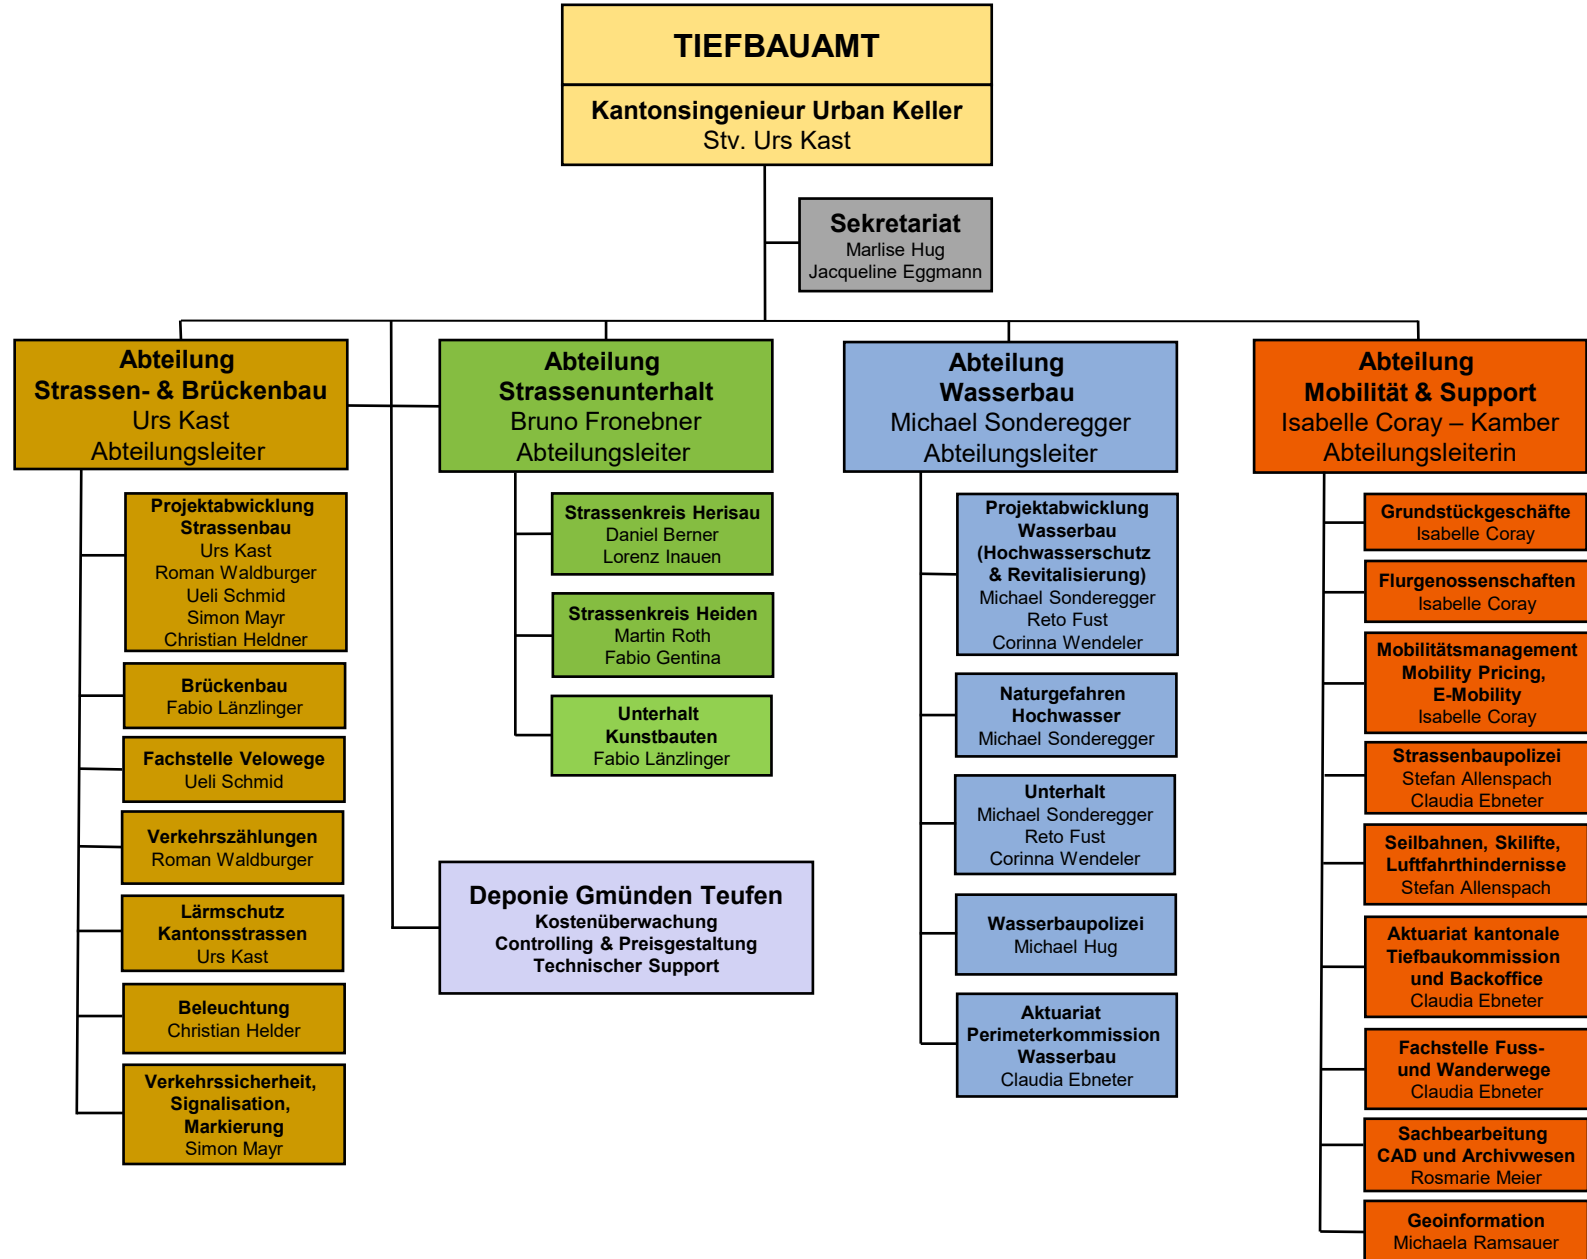 TIEFBAUAMT
Kantonsingenieur Urban Keller
Stv. Urs Kast
Sekretariat
Marlise Hug
Jacqueline Eggmann
Abteilung
Strassen- & Brückenbau
Urs Kast
Abteilungsleiter
Projektabwicklung
Strassenbau
Urs Kast
Roman Waldburger
Ueli Schmid
Simon Mayr
Christian Heldner
Brückenbau
Fabio Länzlinger
Fachstelle Velowege
Ueli Schmid
Verkehrszählungen
Roman Waldburger
Lärmschutz
Kantonsstrassen
Urs Kast
Beleuchtung
Christian Helder
Verkehrssicherheit,
Signalisation,
Markierung
Simon Mayr
Abteilung
Strassenunterhalt
Bruno Fronebner
Abteilungsleiter
Strassenkreis Herisau
Daniel Berner
Lorenz Inauen
Strassenkreis Heiden
Martin Roth
Fabio Gentina
Unterhalt
Kunstbauten
Fabio Länzlinger
Deponie Gmünden Teufen
Kostenüberwachung
Controlling & Preisgestaltung
Technischer Support
Abteilung
Wasserbau
Michael Sonderegger
Abteilungsleiter
Projektabwicklung
Wasserbau
(Hochwasserschutz
& Revitalisierung)
Michael Sonderegger
Reto Fust
Corinna Wendeler
Naturgefahren
Hochwasser
Michael Sonderegger
Unterhalt
Michael Sonderegger
Reto Fust
Corinna Wendeler
Wasserbaupolizei
Michael Hug
Aktuariat
Perimeterkommission
Wasserbau
Claudia Ebneter
Abteilung
Mobilität & Support
Isabelle Coray – Kamber
Abteilungsleiterin
Grundstückgeschäfte
Isabelle Coray
Flurgenossenschaften
Isabelle Coray
Mobilitätsmanagement
Mobility Pricing,
E-Mobility
Isabelle Coray
Strassenbaupolizei
Stefan Allenspach
Claudia Ebneter
Seilbahnen, Skilifte,
Luftfahrthindernisse
Stefan Allenspach
Aktuariat kantonale
Tiefbaukommission
und Backoffice
Claudia Ebneter
Fachstelle Fuss-
und Wanderwege
Claudia Ebneter
Sachbearbeitung
CAD und Archivwesen
Rosmarie Meier
Geoinformation
Michaela Ramsauer